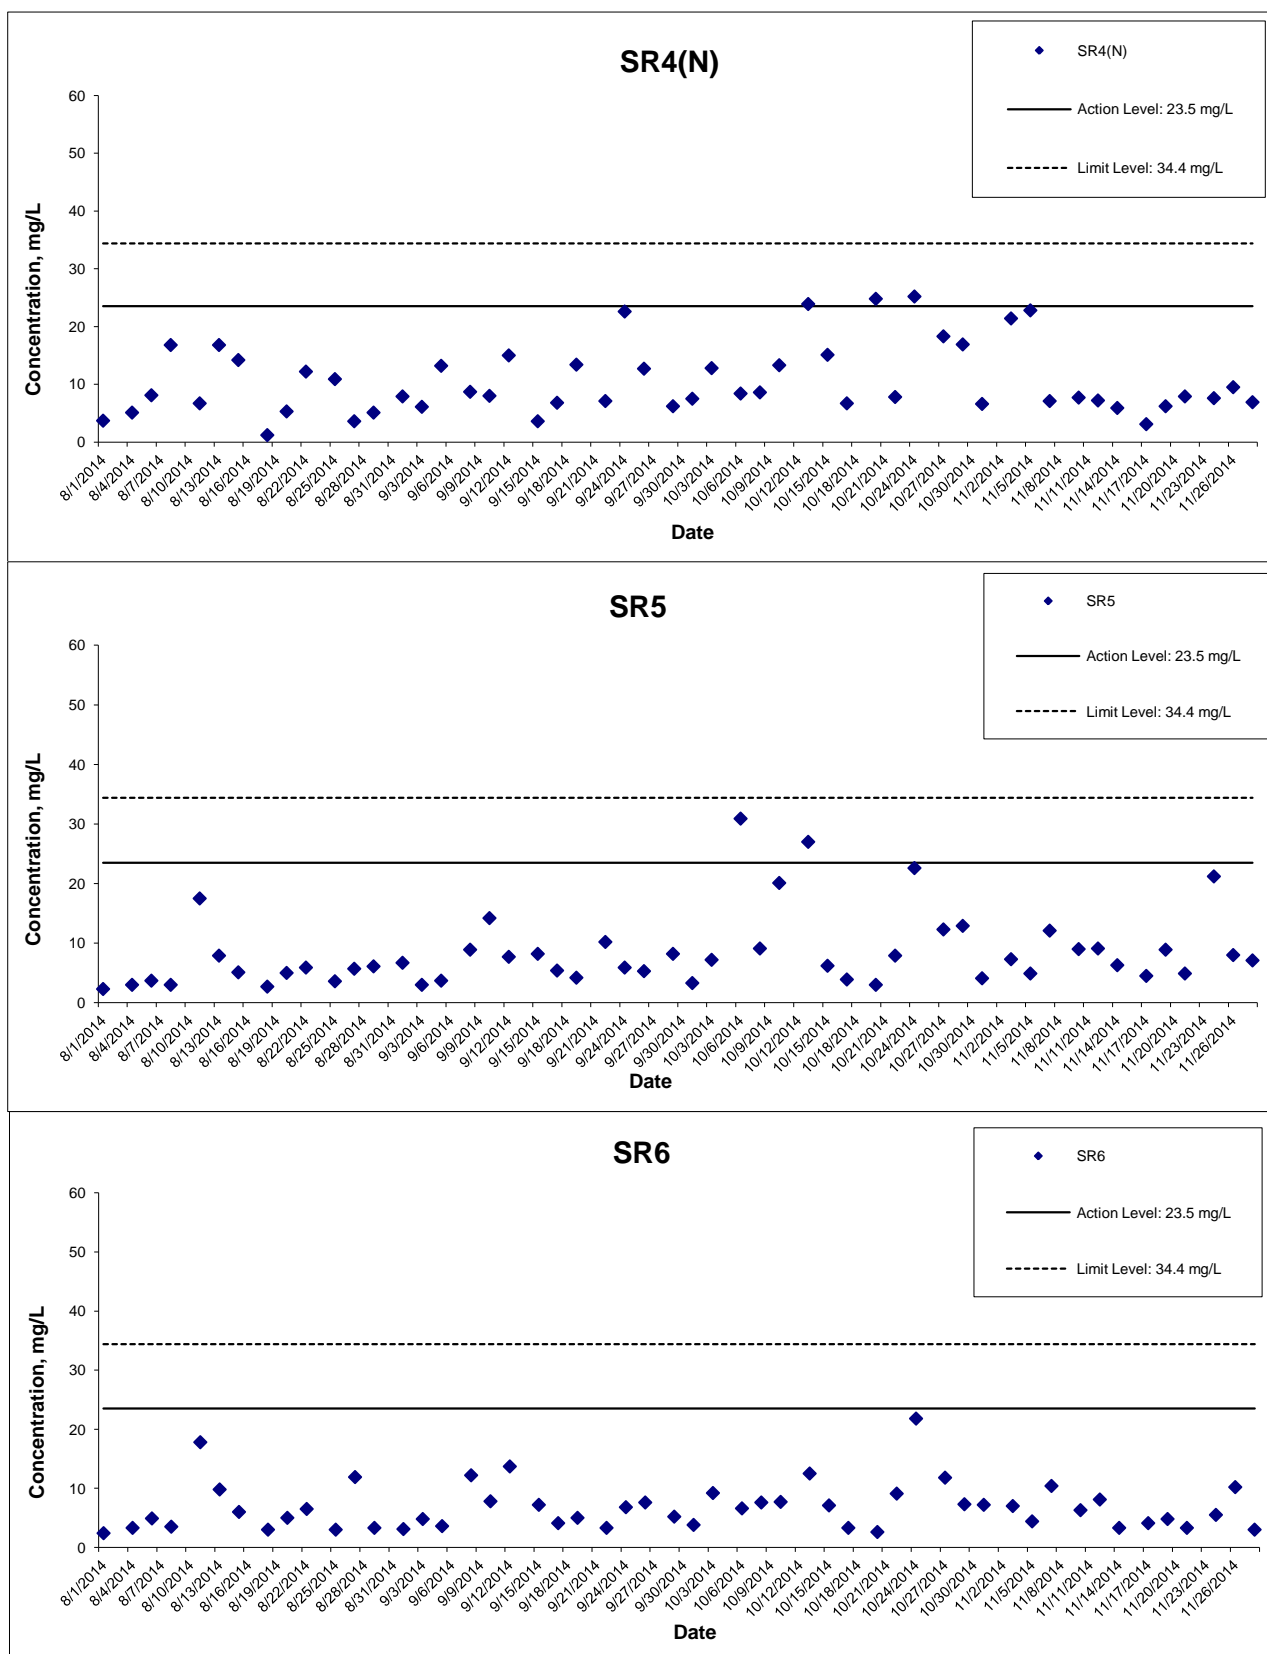 SR4(N)
SR4(N)
Action Level: 23.5 mg/L
Limit Level: 34.4 mg/L
Concentration, mg/L
60
50
40
30
20
10
0
8/1/2014 8/4/2014 8/7/2014 8/10/2014 8/13/2014 8/16/2014 8/19/2014 8/22/2014 8/25/2014 8/28/2014 8/31/2014 9/3/2014 9/6/2014 9/9/2014 9/12/2014 9/15/2014 9/18/2014 9/21/2014 9/24/2014 9/27/2014 9/30/2014 10/3/2014 10/6/2014 10/9/2014 10/12/2014 10/15/2014 10/18/2014 10/21/2014 10/24/2014 10/27/2014 10/30/2014 11/2/2014 11/5/2014 11/8/2014 11/11/2014 11/14/2014 11/17/2014 11/20/2014 11/23/2014 11/26/2014
Date
SR5
SR5
Action Level: 23.5 mg/L
Limit Level: 34.4 mg/L
Concentration, mg/L
60
50
40
30
20
10
0
8/1/2014 8/4/2014 8/7/2014 8/10/2014 8/13/2014 8/16/2014 8/19/2014 8/22/2014 8/25/2014 8/28/2014 8/31/2014 9/3/2014 9/6/2014 9/9/2014 9/12/2014 9/15/2014 9/18/2014 9/21/2014 9/24/2014 9/27/2014 9/30/2014 10/3/2014 10/6/2014 10/9/2014 10/12/2014 10/15/2014 10/18/2014 10/21/2014 10/24/2014 10/27/2014 10/30/2014 11/2/2014 11/5/2014 11/8/2014 11/11/2014 11/14/2014 11/17/2014 11/20/2014 11/23/2014 11/26/2014
Date
SR6
SR6
Action Level: 23.5 mg/L
Limit Level: 34.4 mg/L
Concentration, mg/L
60
50
40
30
20
10
0
8/1/2014 8/4/2014 8/7/2014 8/10/2014 8/13/2014 8/16/2014 8/19/2014 8/22/2014 8/25/2014 8/28/2014 8/31/2014 9/3/2014 9/6/2014 9/9/2014 9/12/2014 9/15/2014 9/18/2014 9/21/2014 9/24/2014 9/27/2014 9/30/2014 10/3/2014 10/6/2014 10/9/2014 10/12/2014 10/15/2014 10/18/2014 10/21/2014 10/24/2014 10/27/2014 10/30/2014 11/2/2014 11/5/2014 11/8/2014 11/11/2014 11/14/2014 11/17/2014 11/20/2014 11/23/2014 11/26/2014
Date